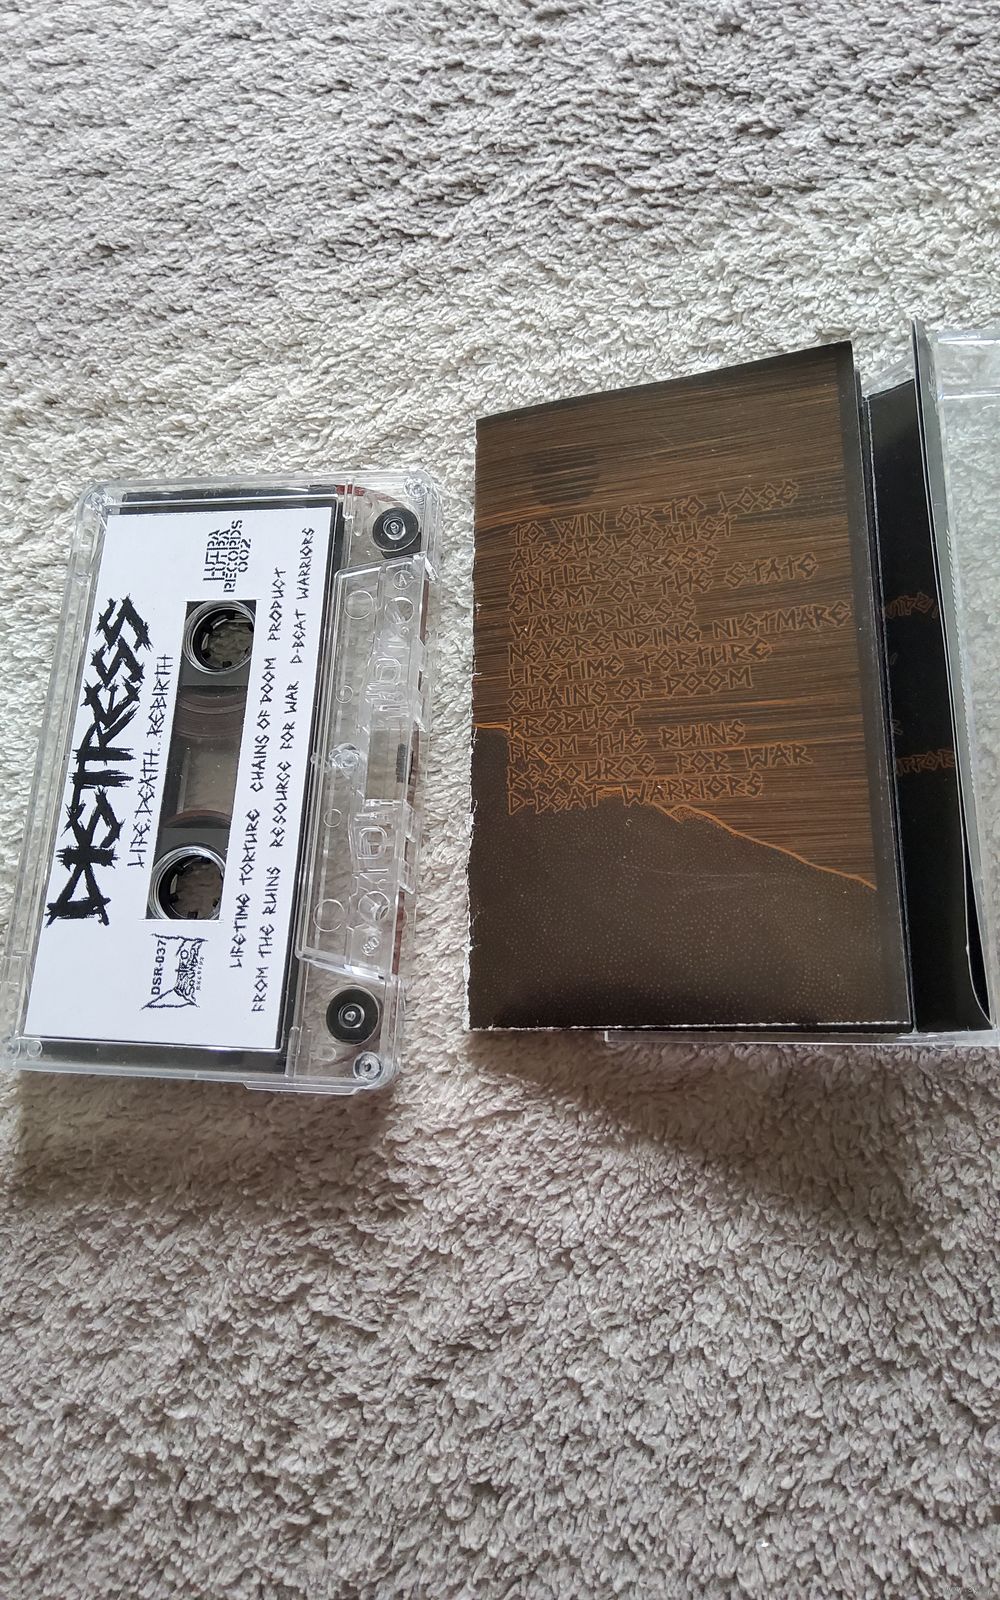 DISTRESS
LIFE, DEATH... REBIRTH
DSR-037
RECORDS
002
LIFETIME TORTURE CHAINS OF DOOM PRODUCT
FROM THE RUINS RESOURCE FOR WAR D-BEAT WARRIORS
TO WIN OR TO LOSS
ALCOHOLOCAUST
ANTIPROGRESS
ENEMY OF THE STATE
WARMADNESS
NEVERENDING NIGTMARE
LIFETIME TORTURE
CHAINS OF DOOM
PRODUCT
FROM THE RUINS
RESOURCE FOR WAR
D-BEAT WARRIORS